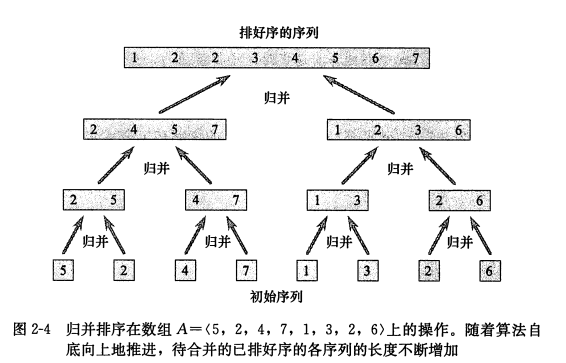 排好序的序列
1 2 2 3 4 5 6 7
归并
2 4 5 7 1 2 3 6
归并 归并
2 5 4 7 1 3 2 6
归并 归并 归并 归并
5 2 4 7 1 3 2 6
初始序列
图 2-4 归并排序在数组 A=⟨5，2，4，7，1，3，2，6⟩上的操作。随着算法自
底向上地推进，待合并的已排好序的各序列的长度不断增加